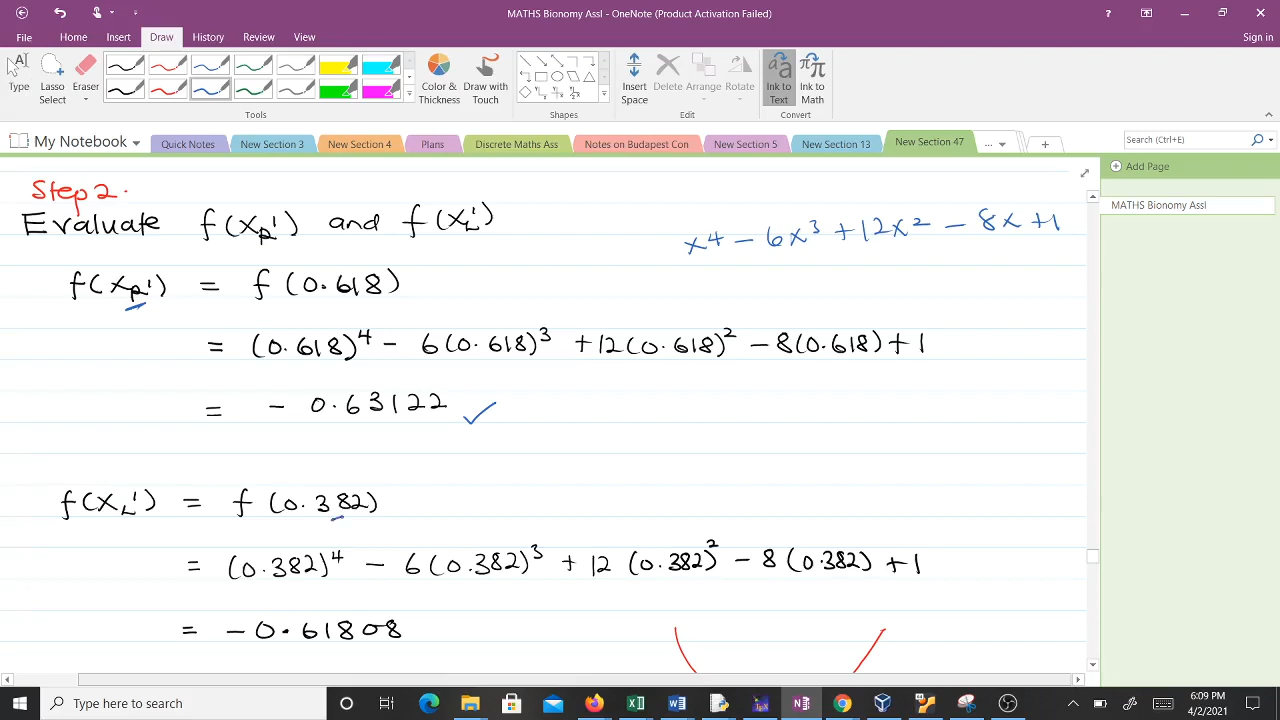 MATHS Bionomy Assl - OneNote (Product Activation Failed)
File Home Insert Draw History Review View Sign in
Type Lasso Select Eraser Color & Thickness Draw with Touch Insert Space Delete Arrange Rotate Ink to Text Ink to Math
Tools Shapes Edit Convert
My Notebook Quick Notes New Section 3 New Section 4 Plans Discrete Maths Ass Notes on Budapest Con New Section 5 New Section 13 New Section 47 ... Search (Ctrl+E)
Add Page
MATHS Bionomy Assl
Step 2.
Evaluate f(x_R') and f(x_L')
x⁴ - 6x³ + 12x² - 8x + 1
f(x_R') = f(0.618)
= (0.618)⁴ - 6(0.618)³ + 12(0.618)² - 8(0.618) + 1
= - 0.63122 ✓
f(x_L') = f(0.382)
= (0.382)⁴ - 6(0.382)³ + 12(0.382)² - 8(0.382) + 1
= -0.61808
Type here to search
6:09 PM
4/2/2021